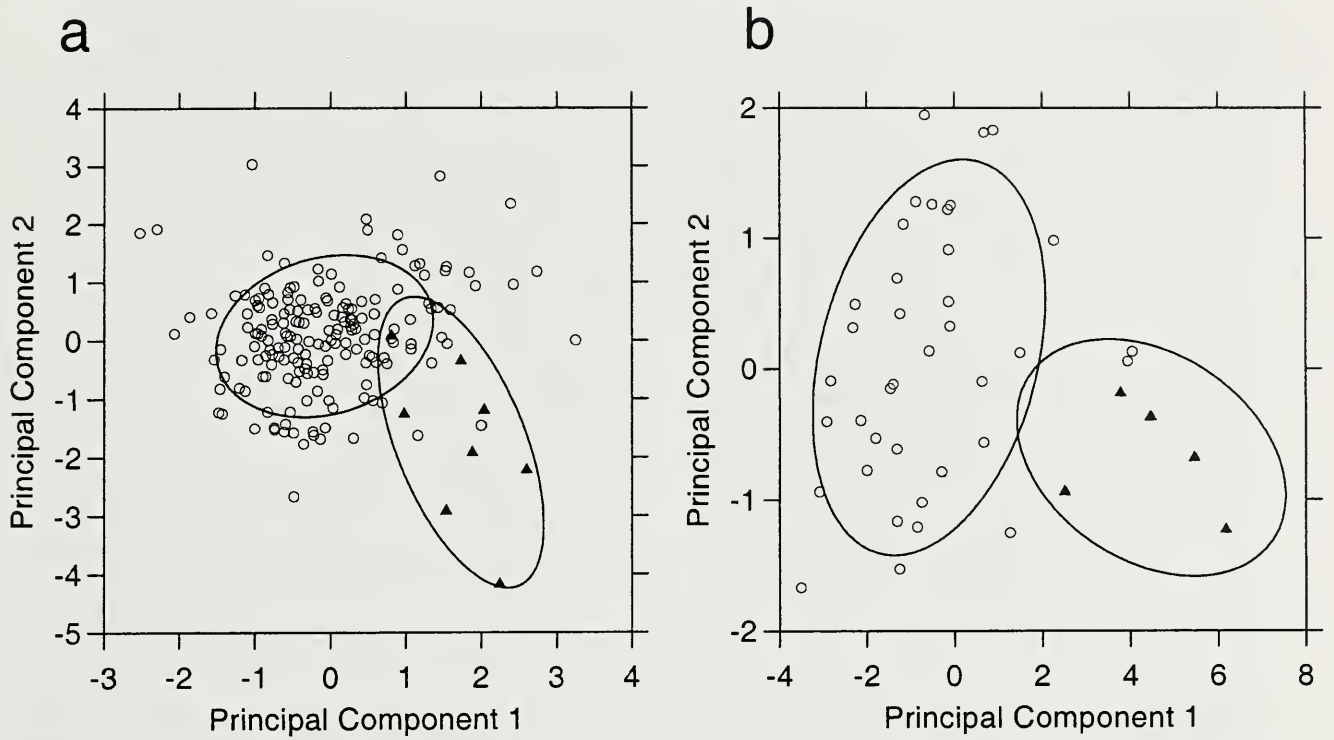 a
4
3
2
1
0
-1
-2
-3
-4
-5
Principal Component 2
-3 -2 -1 0 1 2 3 4
Principal Component 1
b
2
1
0
-1
-2
Principal Component 2
-4 -2 0 2 4 6 8
Principal Component 1